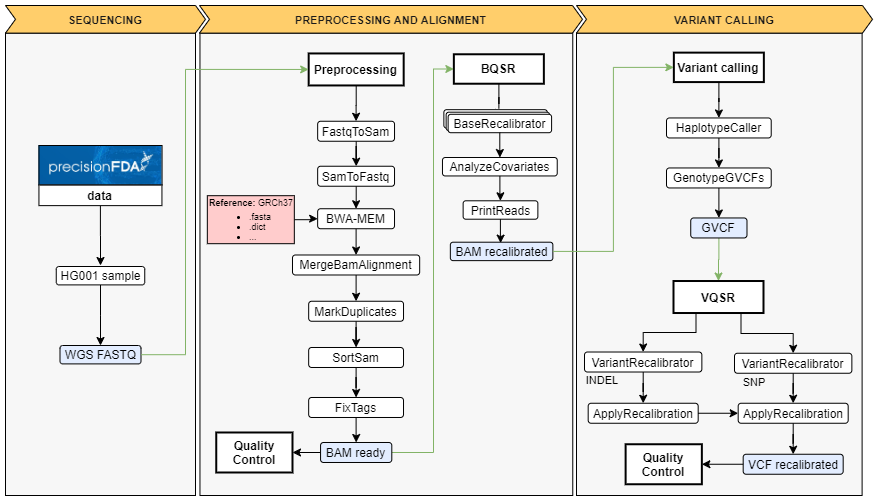 SEQUENCING
PREPROCESSING AND ALIGNMENT
VARIANT CALLING
precisionFDA
data
HG001 sample
WGS FASTQ
Preprocessing
FastqToSam
SamToFastq
Reference: GRCh37
• .fasta
• .dict
• ...
BWA-MEM
MergeBamAlignment
MarkDuplicates
SortSam
FixTags
BAM ready
Quality
Control
BQSR
BaseRecalibrator
AnalyzeCovariates
PrintReads
BAM recalibrated
Variant calling
HaplotypeCaller
GenotypeGVCFs
GVCF
VQSR
VariantRecalibrator
INDEL
VariantRecalibrator
SNP
ApplyRecalibration
ApplyRecalibration
VCF recalibrated
Quality
Control